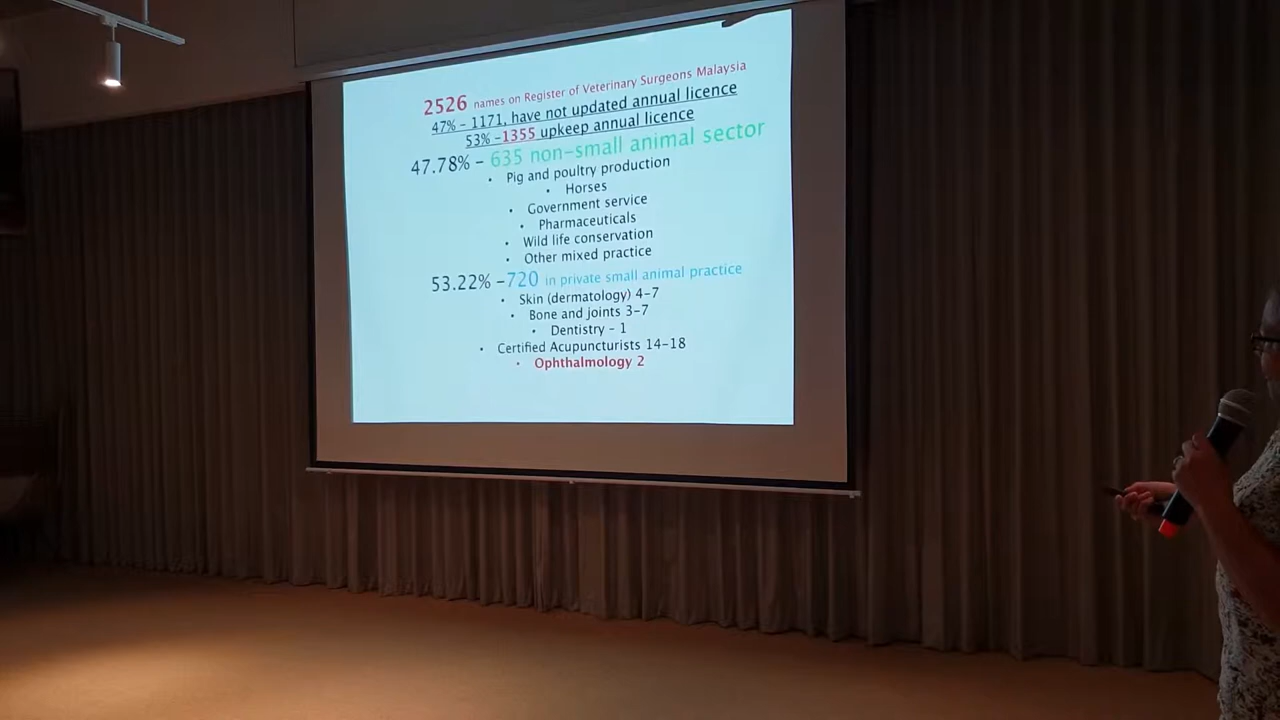 2526 names on Register of Veterinary Surgeons Malaysia
47% - 1171, have not updated annual licence
53% -1355 upkeep annual licence
47.78% - 635 non-small animal sector
• Pig and poultry production
• Horses
• Government service
• Pharmaceuticals
• Wild life conservation
• Other mixed practice
53.22% -720 in private small animal practice
• Skin (dermatology) 4-7
• Bone and joints 3-7
• Dentistry - 1
• Certified Acupuncturists 14-18
• Ophthalmology 2